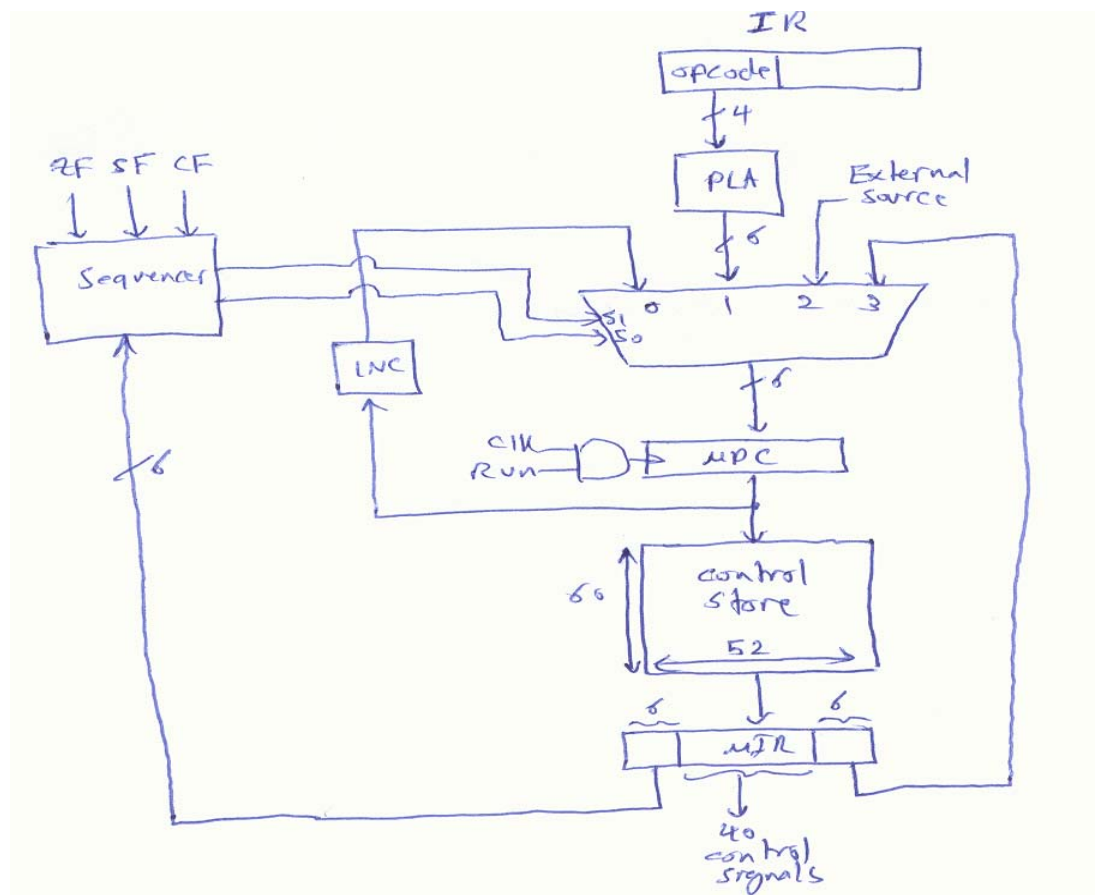 IR
opcode
4
ZF SF CF
PLA
External
source
6
Sequencer
0 1 2 3
S1
S0
INC
6
Clk
Run
μPC
6
control
store
60
52
6 6
μIR
40
control
signals